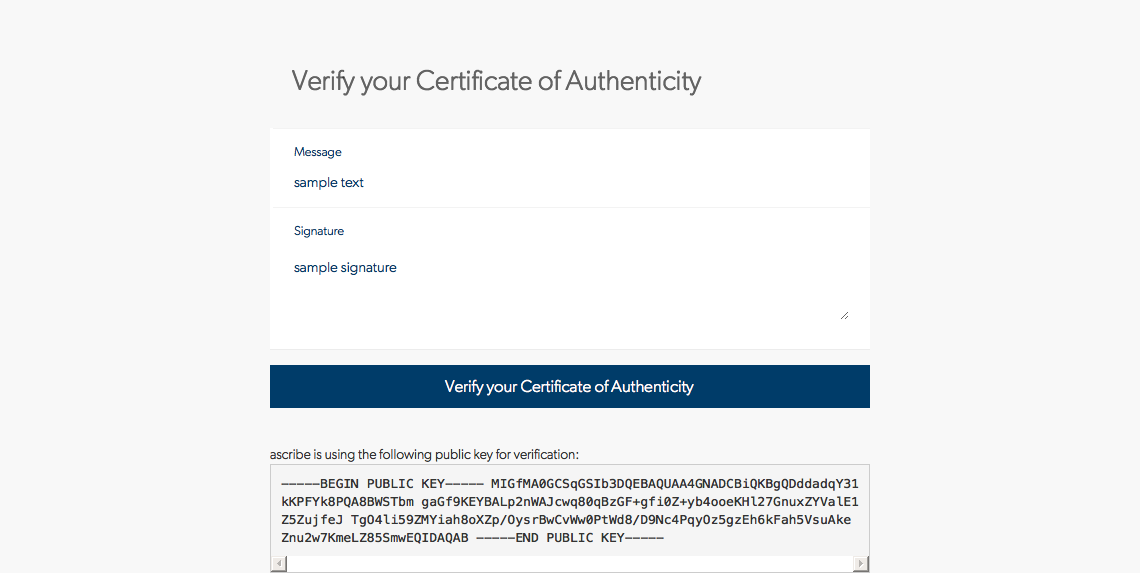 Verify your Certificate of Authenticity
Message
sample text
Signature
sample signature
Verify your Certificate of Authenticity
ascribe is using the following public key for verification:
-----BEGIN PUBLIC KEY----- MIGfMA0GCSqGSIb3DQEBAQUAA4GNADCBiQKBgQDddadqY31
kKPFYk8PQA8BWSTbm gaGf9KEYBALp2nWAJcwq80qBzGF+gfi0Z+yb4ooeKHl27GnuxZYValE1
Z5ZujfeJ TgO4li59ZMYiah8oXZp/OysrBwCvWw0PtWd8/D9Nc4PqyOz5gzEh6kFah5VsuAke
Znu2w7KmeLZ85SmwEQIDAQAB -----END PUBLIC KEY-----